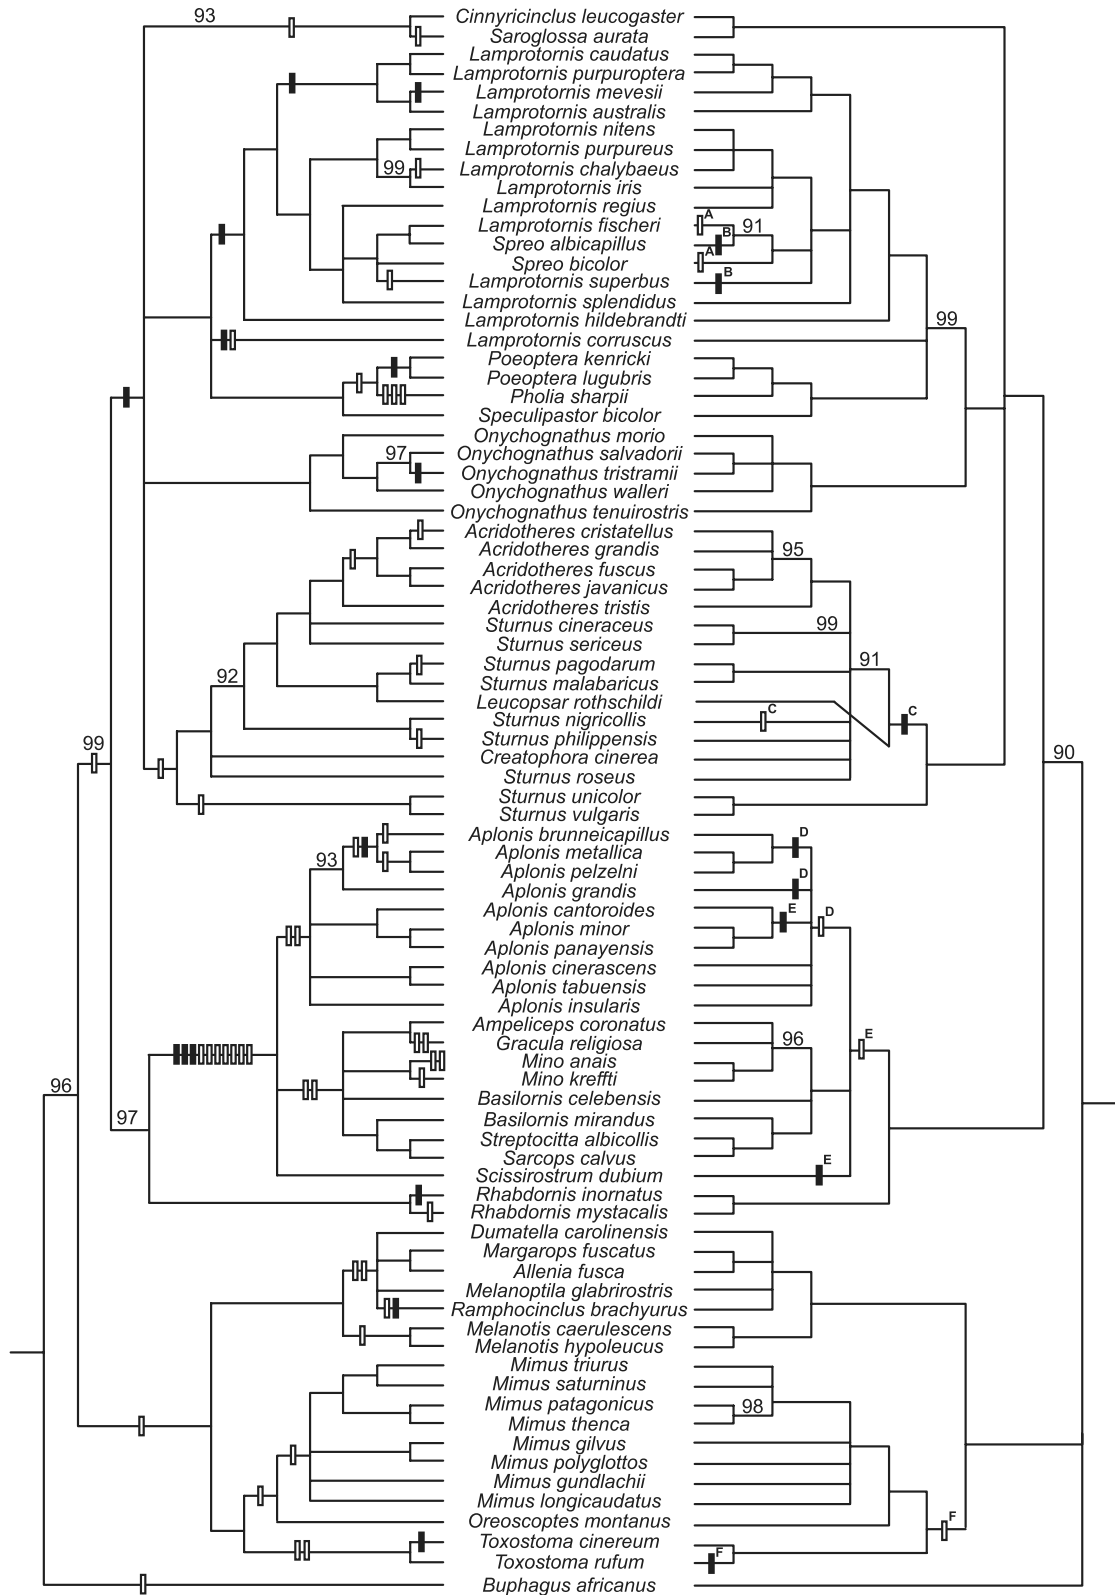 93
Cinnyricinclus leucogaster
Saroglossa aurata
Lamprotornis caudatus
Lamprotornis purpuroptera
Lamprotornis mevesii
Lamprotornis australis
Lamprotornis nitens
Lamprotornis purpureus
99
Lamprotornis chalybaeus
Lamprotornis iris
Lamprotornis regius
A
Lamprotornis fischeri
B
91
Spreo albicapillus
A
Spreo bicolor
B
Lamprotornis superbus
Lamprotornis splendidus
Lamprotornis hildebrandti
99
Lamprotornis corruscus
Poeoptera kenricki
Poeoptera lugubris
Pholia sharpii
Speculipastor bicolor
Onychognathus morio
97
Onychognathus salvadorii
Onychognathus tristramii
Onychognathus walleri
Onychognathus tenuirostris
Acridotheres cristatellus
Acridotheres grandis
95
Acridotheres fuscus
Acridotheres javanicus
Acridotheres tristis
Sturnus cineraceus
99
Sturnus sericeus
Sturnus pagodarum
91
92
Sturnus malabaricus
Leucopsar rothschildi
C
C
Sturnus nigricollis
Sturnus philippensis
99
90
Creatophora cinerea
Sturnus roseus
Sturnus unicolor
Sturnus vulgaris
Aplonis brunneicapillus
D
Aplonis metallica
93
Aplonis pelzelni
D
Aplonis grandis
Aplonis cantoroides
E
D
Aplonis minor
Aplonis panayensis
Aplonis cinerascens
Aplonis tabuensis
Aplonis insularis
Ampeliceps coronatus
E
Gracula religiosa
96
Mino anais
Mino kreffti
96
Basilornis celebensis
97
Basilornis mirandus
Streptocitta albicollis
Sarcops calvus
E
Scissirostrum dubium
Rhabdornis inornatus
Rhabdornis mystacalis
Dumatella carolinensis
Margarops fuscatus
Allenia fusca
Melanoptila glabrirostris
Ramphocinclus brachyurus
Melanotis caerulescens
Melanotis hypoleucus
Mimus triurus
Mimus saturninus
Mimus patagonicus
98
Mimus thenca
Mimus gilvus
Mimus polyglottos
Mimus gundlachii
Mimus longicaudatus
F
Oreoscoptes montanus
Toxostoma cinereum
F
Toxostoma rufum
Buphagus africanus